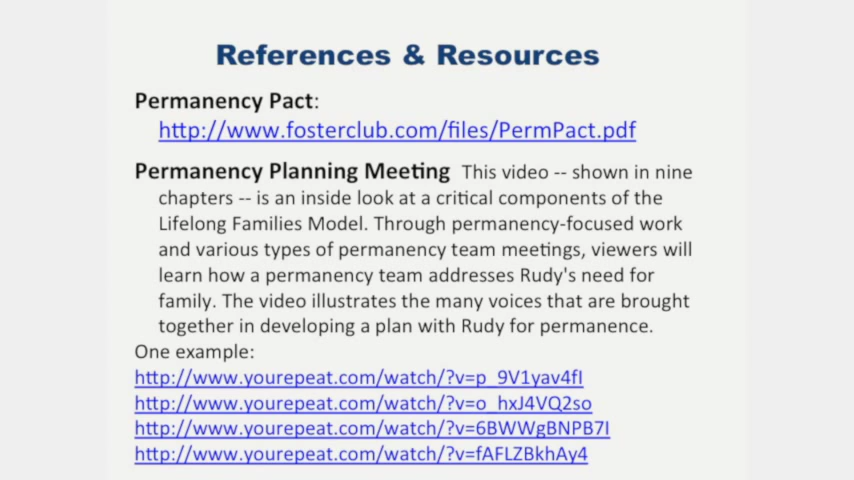 References & Resources
Permanency Pact:
http://www.fosterclub.com/files/PermPact.pdf
Permanency Planning Meeting This video -- shown in nine
chapters -- is an inside look at a critical components of the
Lifelong Families Model. Through permanency-focused work
and various types of permanency team meetings, viewers will
learn how a permanency team addresses Rudy's need for
family. The video illustrates the many voices that are brought
together in developing a plan with Rudy for permanence.
One example:
http://www.yourepeat.com/watch/?v=p_9V1yav4fI
http://www.yourepeat.com/watch/?v=o_hxJ4VQ2so
http://www.yourepeat.com/watch/?v=6BWWgBNPB7I
http://www.yourepeat.com/watch/?v=fAFLZBkhAy4